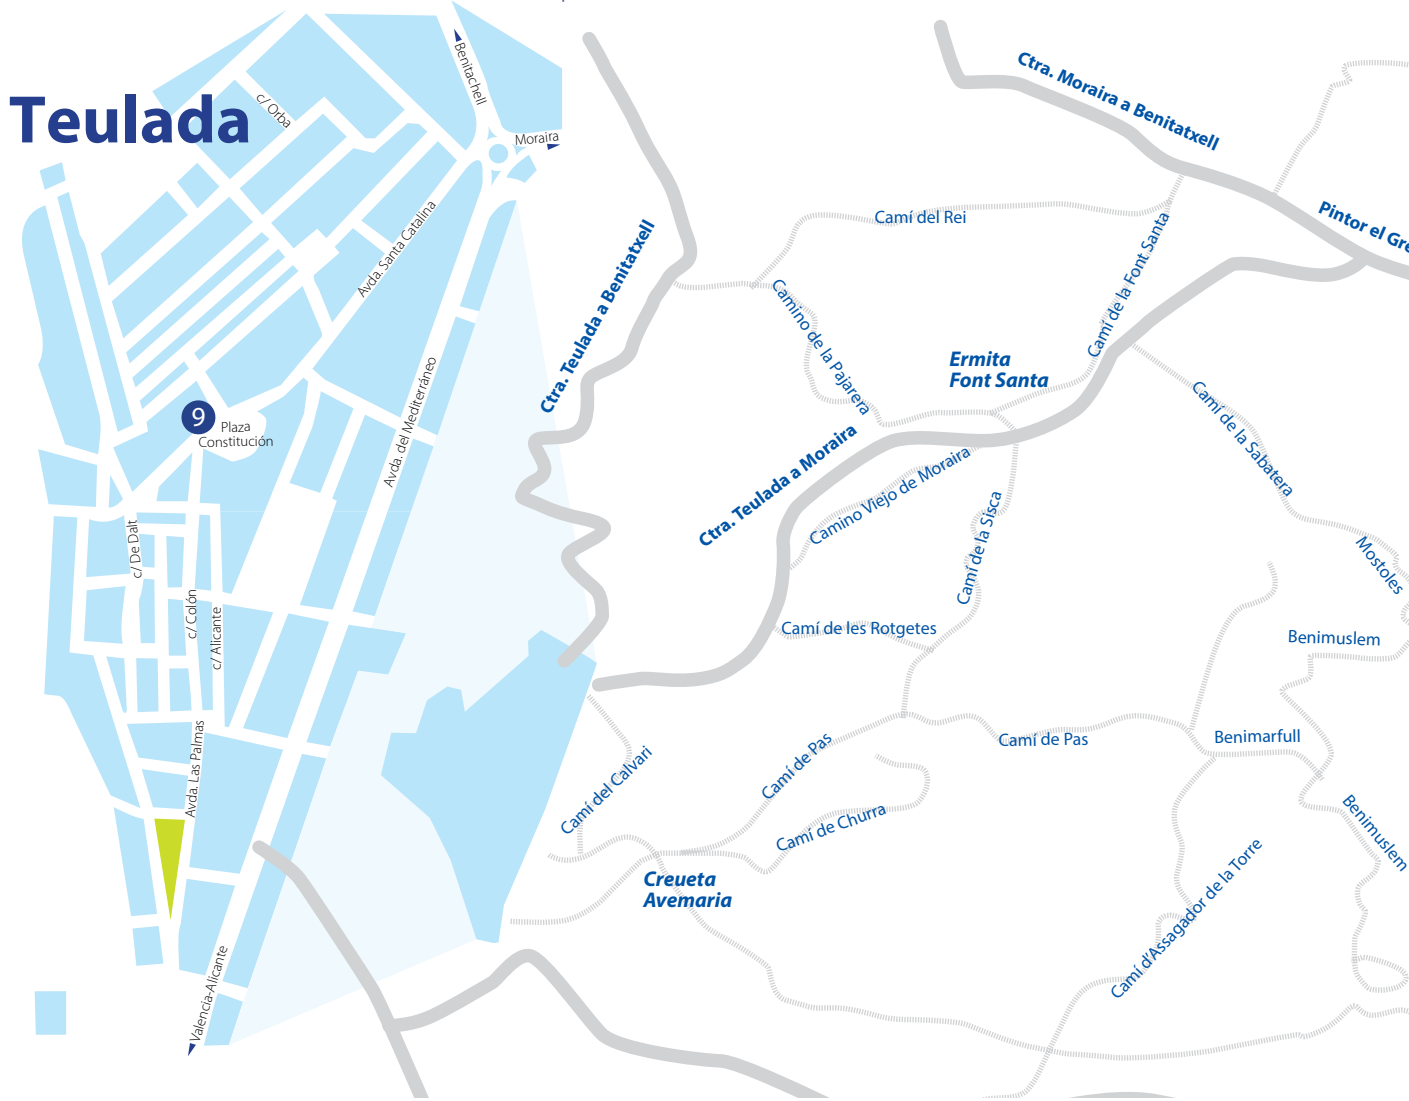 Teulada
c/ Orba
Benitachell
Moraira
Avda. Santa Catalina
Avda. del Mediterráneo
9
Plaza
Constitución
c/ De Dalt
c/ Colón
c/ Alicante
Avda. Las Palmas
Valencia-Alicante
Ctra. Teulada a Benitatxell
Ctra. Moraira a Benitatxell
Pintor el Gre
Camí del Rei
Camí de la Font Santa
Camino de la Pajarera
Ermita
Font Santa
Ctra. Teulada a Moraira
Camino Viejo de Moraira
Camí de la Sisca
Camí de la Sabatera
Mostoles
Camí de les Rotgetes
Benimuslem
Camí de Pas
Camí de Pas
Benimarfull
Camí del Calvari
Camí de Churra
Benimuslem
Creueta
Avemaria
Camí d'Assagador de la Torre